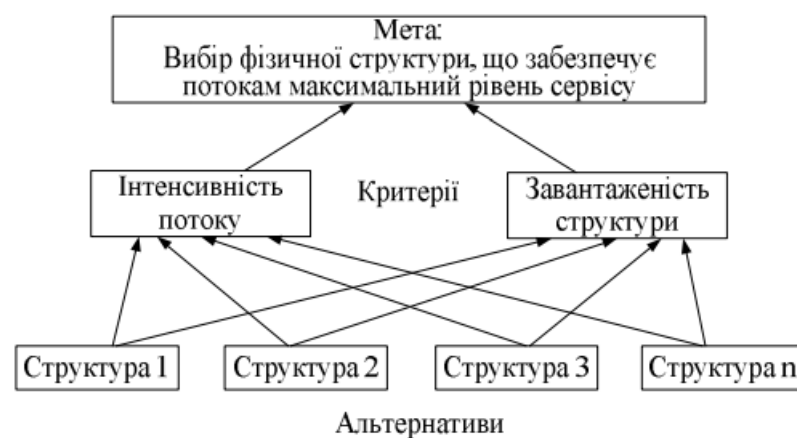 Мета:
Вибір фізичної структури, що забезпечує
потокам максимальний рівень сервісу
Інтенсивність
потоку
Критерії
Завантаженість
структури
Структура 1
Структура 2
Структура 3
Структура n
Альтернативи